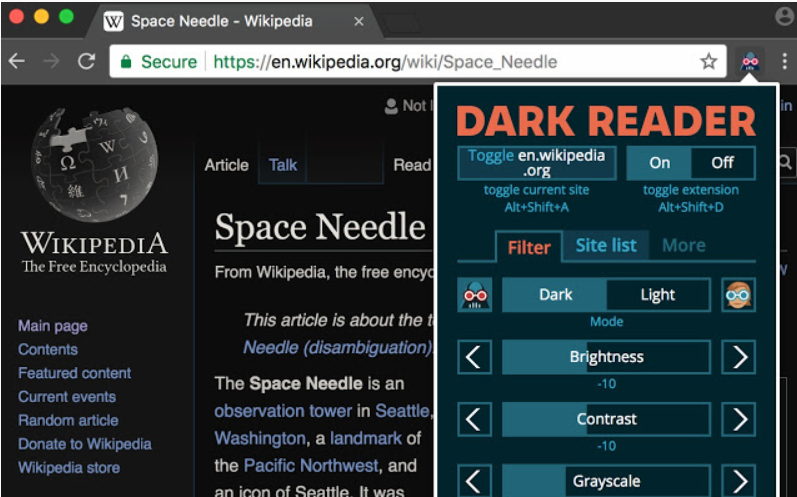 Space Needle - Wikipedia
Secure https://en.wikipedia.org/wiki/Space_Needle
WIKIPEDIA
The Free Encyclopedia
Main page
Contents
Featured content
Current events
Random article
Donate to Wikipedia
Wikipedia store
Not
in
Article Talk Read
Space Needle
From Wikipedia, the free
This article is about the
Needle (disambiguation).
The Space Needle is an
observation tower in Seattle,
Washington, a landmark of
the Pacific Northwest, and
an icon of Seattle. It was
DARK READER
Toggle en.wikipedia
.org
toggle current site
Alt+Shift+A
On Off
toggle extension
Alt+Shift+D
Filter Site list More
Dark Light
Mode
Brightness
-10
Contrast
-10
Grayscale